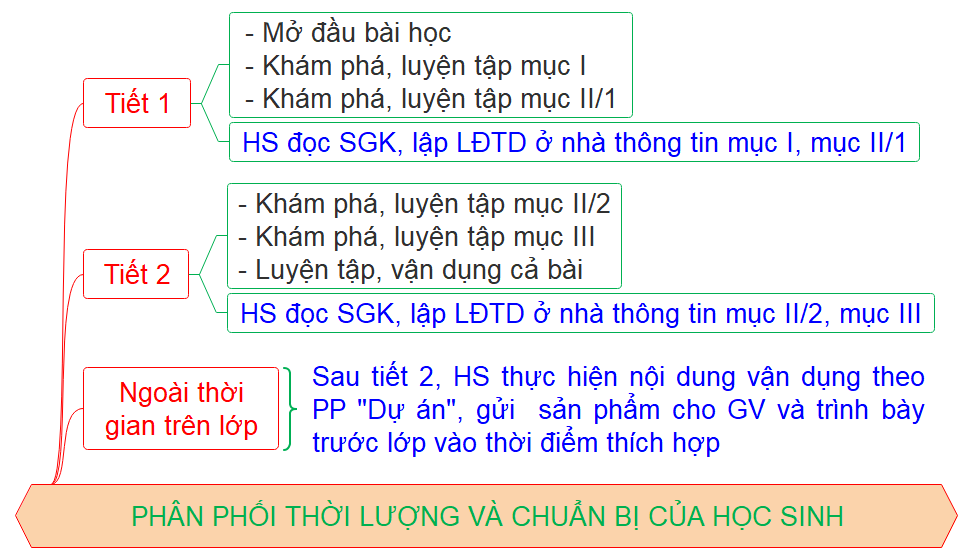 Tiết 1
- Mở đầu bài học
- Khám phá, luyện tập mục I
- Khám phá, luyện tập mục II/1
HS đọc SGK, lập LĐTD ở nhà thông tin mục I, mục II/1
Tiết 2
- Khám phá, luyện tập mục II/2
- Khám phá, luyện tập mục III
- Luyện tập, vận dụng cả bài
HS đọc SGK, lập LĐTD ở nhà thông tin mục II/2, mục III
Ngoài thời
gian trên lớp
Sau tiết 2, HS thực hiện nội dung vận dụng theo
PP "Dự án", gửi sản phẩm cho GV và trình bày
trước lớp vào thời điểm thích hợp
PHÂN PHỐI THỜI LƯỢNG VÀ CHUẨN BỊ CỦA HỌC SINH